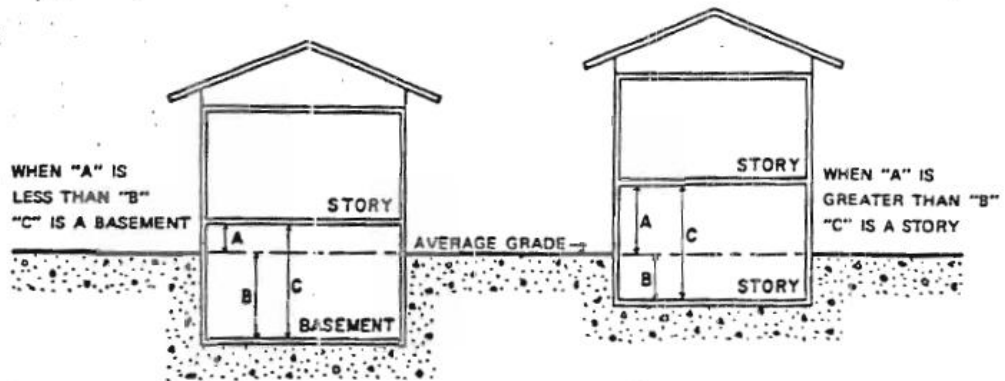 WHEN "A" IS
LESS THAN "B"
"C" IS A BASEMENT
STORY
A
B
C
BASEMENT
AVERAGE GRADE→
STORY
A
C
B
STORY
WHEN "A" IS
GREATER THAN "B"
"C" IS A STORY